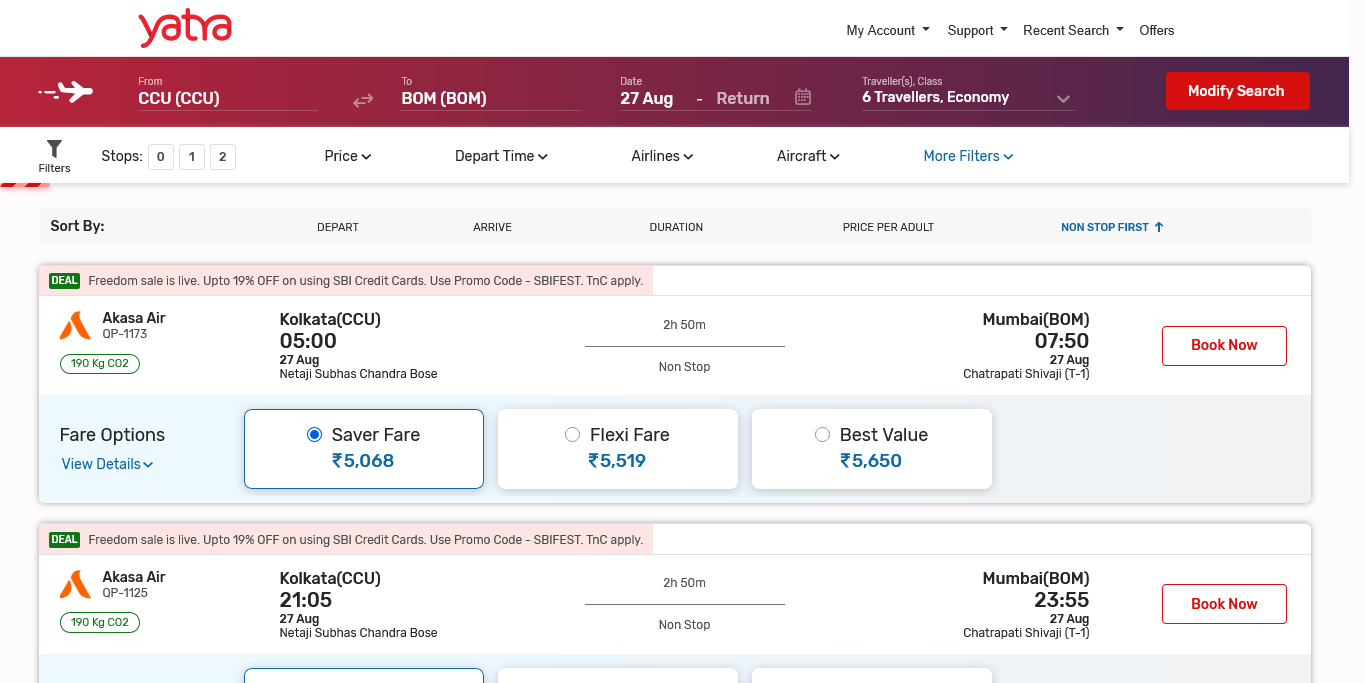 yatra
My Account Support Recent Search Offers
From To Date Traveller(s), Class
CCU (CCU) BOM (BOM) 27 Aug - Return 6 Travellers, Economy Modify Search
Filters Stops: 0 1 2 Price Depart Time Airlines Aircraft More Filters
Sort By: DEPART ARRIVE DURATION PRICE PER ADULT NON STOP FIRST
DEAL Freedom sale is live. Upto 19% OFF on using SBI Credit Cards. Use Promo Code - SBIFEST. TnC apply.
Akasa Air Kolkata(CCU) 2h 50m Mumbai(BOM)
QP-1173 05:00 07:50 Book Now
27 Aug 27 Aug
190 Kg CO2 Netaji Subhas Chandra Bose Non Stop Chatrapati Shivaji (T-1)
Fare Options Saver Fare Flexi Fare Best Value
View Details ₹5,068 ₹5,519 ₹5,650
DEAL Freedom sale is live. Upto 19% OFF on using SBI Credit Cards. Use Promo Code - SBIFEST. TnC apply.
Akasa Air Kolkata(CCU) 2h 50m Mumbai(BOM)
QP-1125 21:05 23:55 Book Now
27 Aug 27 Aug
190 Kg CO2 Netaji Subhas Chandra Bose Non Stop Chatrapati Shivaji (T-1)